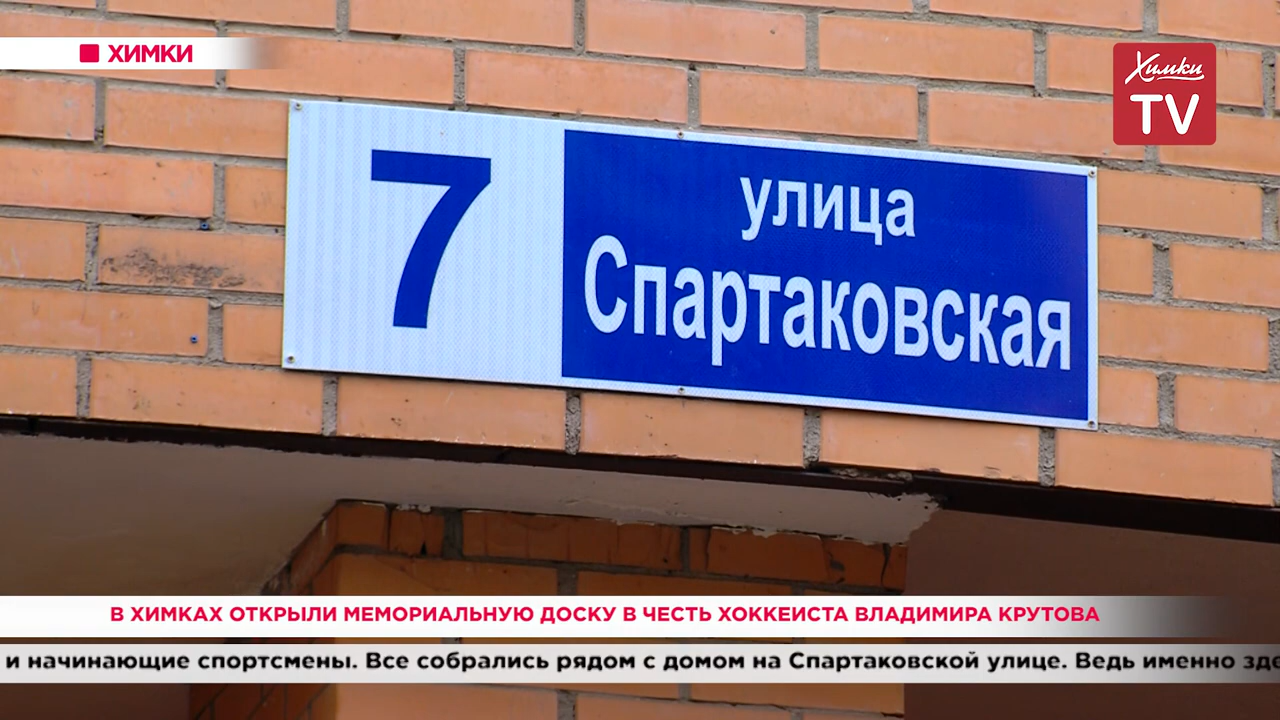 ХИМКИ
Химки
TV
7
улица
Спартаковская
В ХИМКАХ ОТКРЫЛИ МЕМОРИАЛЬНУЮ ДОСКУ В ЧЕСТЬ ХОККЕИСТА ВЛАДИМИРА КРУТОВА
и начинающие спортсмены. Все собрались рядом с домом на Спартаковской улице. Ведь именно зде